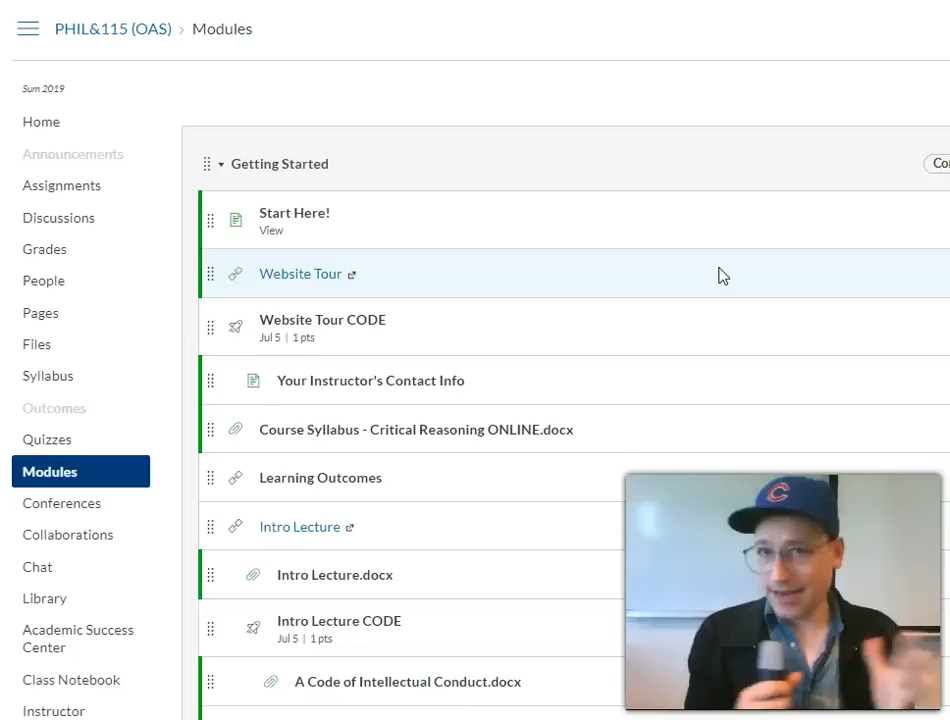 PHIL&115 (OAS) › Modules
Sum 2019
Home
Announcements
Assignments
Discussions
Grades
People
Pages
Files
Syllabus
Outcomes
Quizzes
Modules
Conferences
Collaborations
Chat
Library
Academic Success
Center
Class Notebook
Instructor
Getting Started
Co
Start Here!
View
Website Tour
Website Tour CODE
Jul 5 | 1 pts
Your Instructor's Contact Info
Course Syllabus - Critical Reasoning ONLINE.docx
Learning Outcomes
Intro Lecture
Intro Lecture.docx
Intro Lecture CODE
Jul 5 | 1 pts
A Code of Intellectual Conduct.docx
C